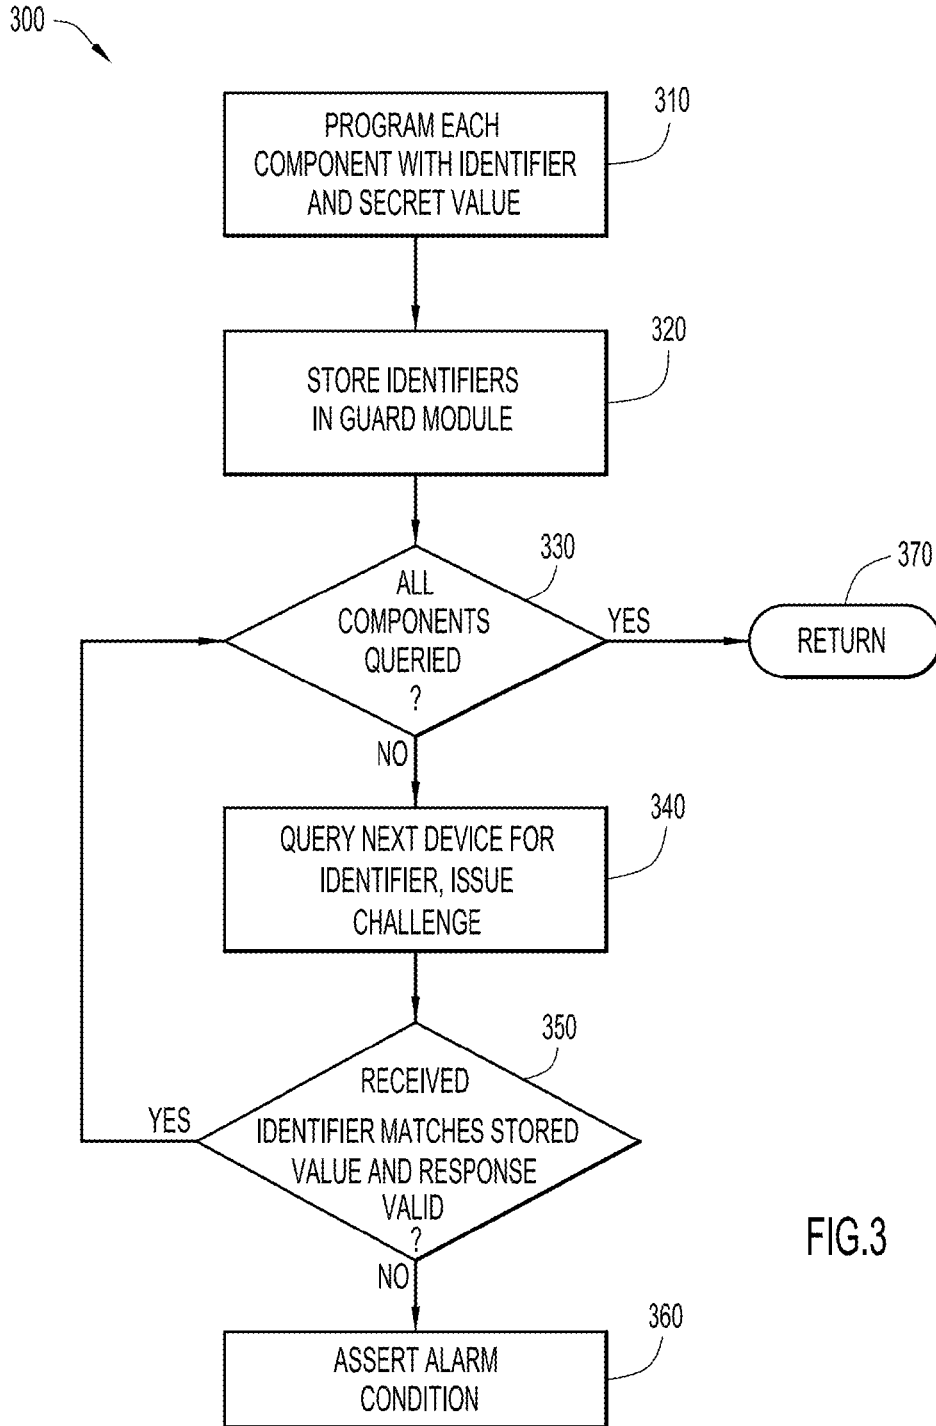 300
310
PROGRAM EACH
COMPONENT WITH IDENTIFIER
AND SECRET VALUE
320
STORE IDENTIFIERS
IN GUARD MODULE
330
ALL
COMPONENTS
QUERIED
?
YES
370
RETURN
NO
340
QUERY NEXT DEVICE FOR
IDENTIFIER, ISSUE
CHALLENGE
350
RECEIVED
IDENTIFIER MATCHES STORED
VALUE AND RESPONSE
VALID
?
YES
NO
FIG.3
360
ASSERT ALARM
CONDITION